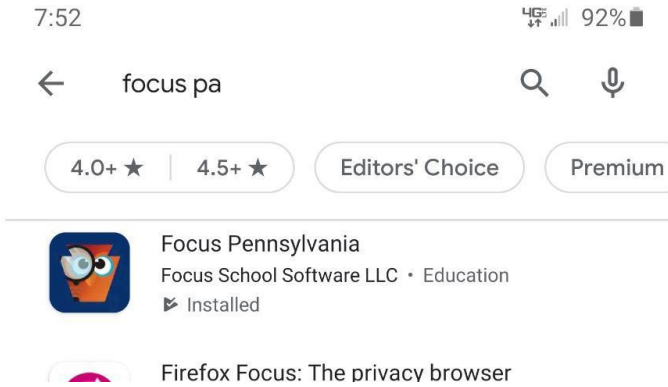 7:52 4GE 92%
focus pa
4.0+ ★ 4.5+ ★ Editors' Choice Premium
Focus Pennsylvania
Focus School Software LLC • Education
Installed
Firefox Focus: The privacy browser